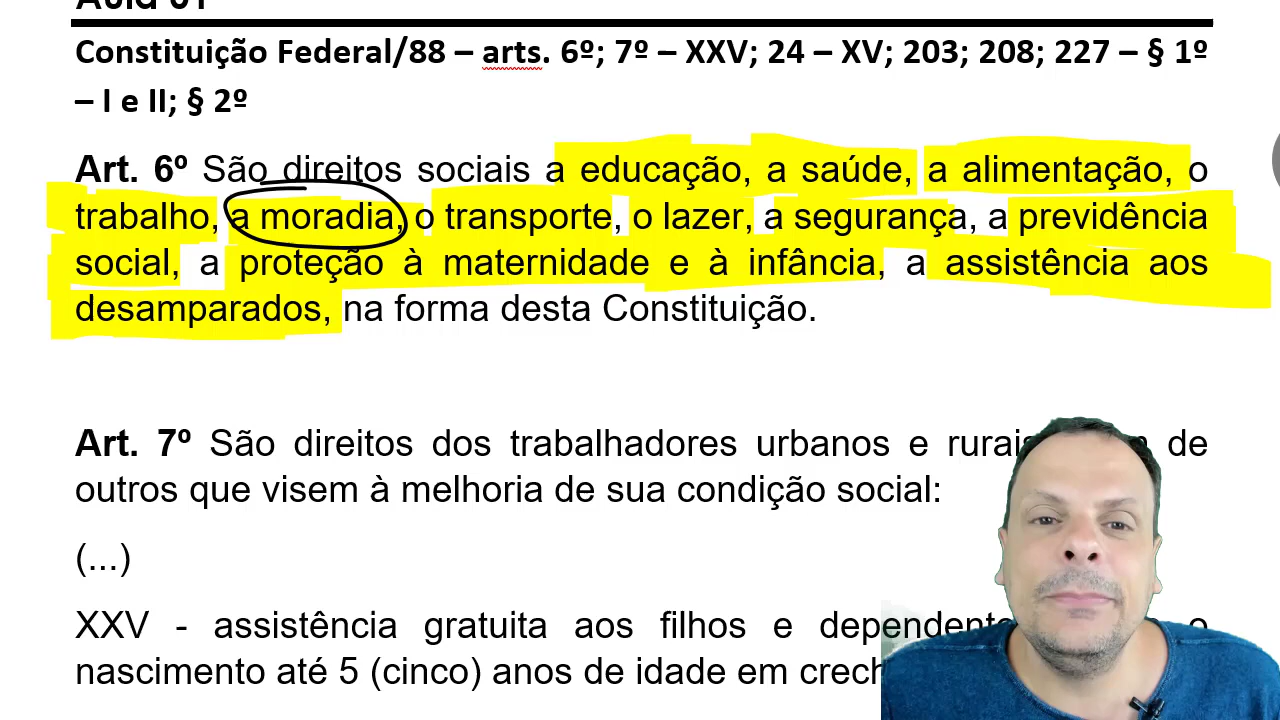 Aula 01
Constituição Federal/88 – arts. 6º; 7º – XXV; 24 – XV; 203; 208; 227 – § 1º
– I e II; § 2º
Art. 6º São direitos sociais a educação, a saúde, a alimentação, o
trabalho, a moradia, o transporte, o lazer, a segurança, a previdência
social, a proteção à maternidade e à infância, a assistência aos
desamparados, na forma desta Constituição.
Art. 7º São direitos dos trabalhadores urbanos e rurais de
outros que visem à melhoria de sua condição social:
(...)
XXV - assistência gratuita aos filhos e o
nascimento até 5 (cinco) anos de idade em